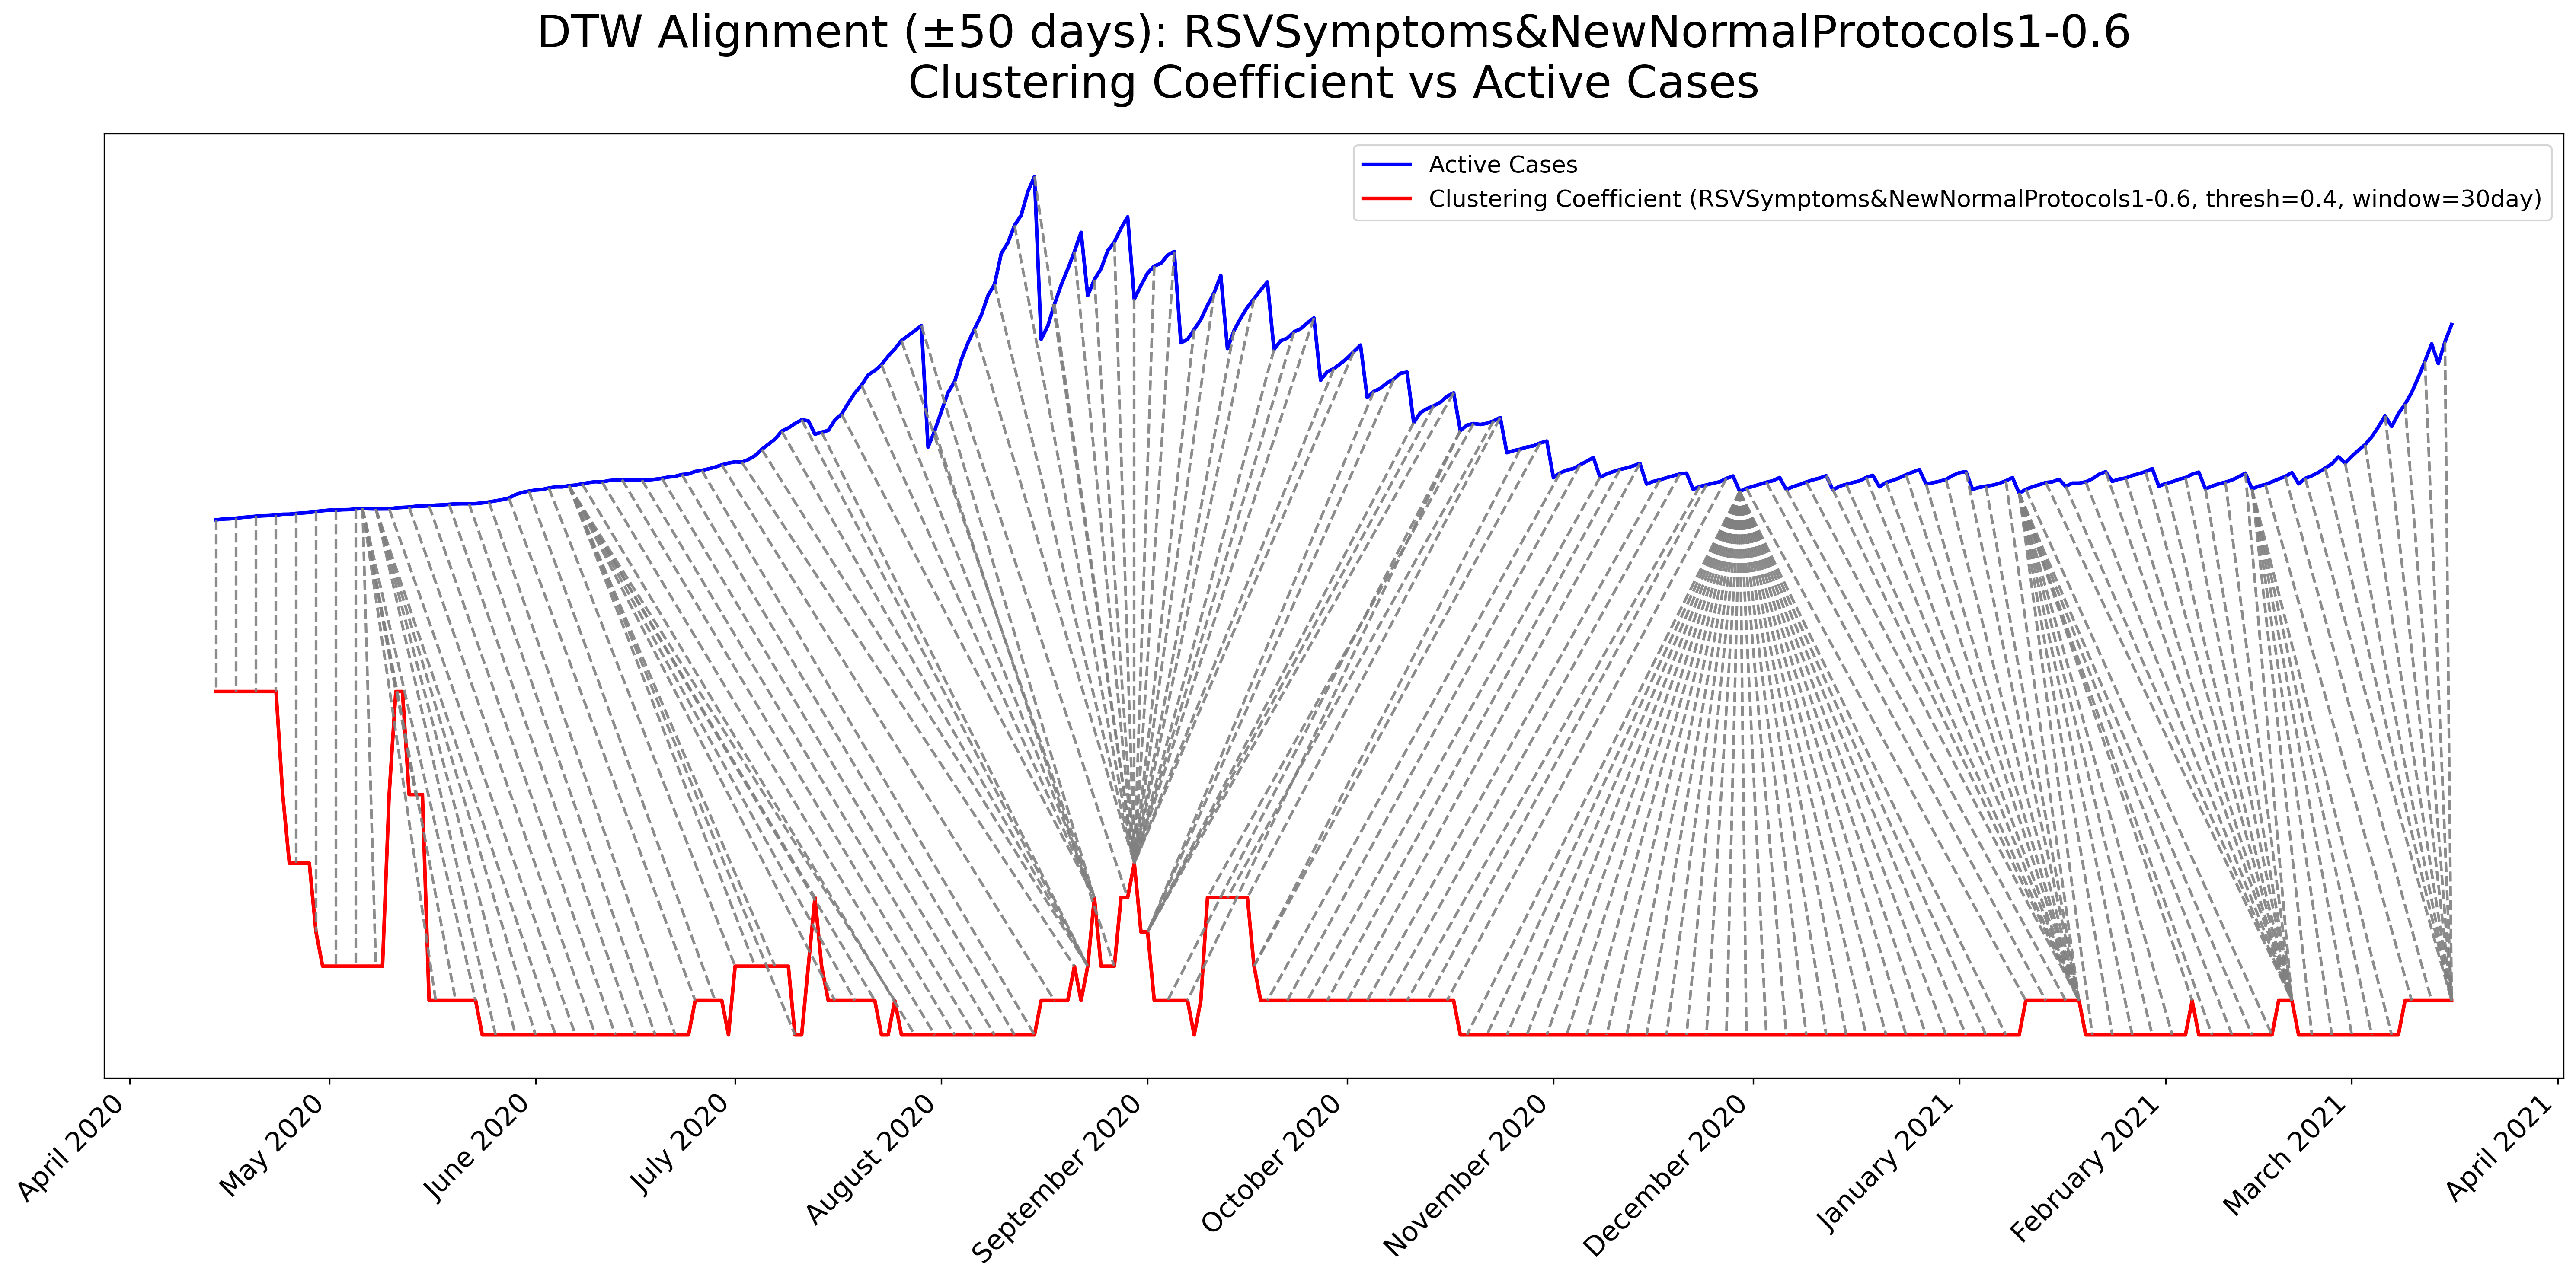 DTW Alignment (±50 days): RSVSymptoms&NewNormalProtocols1-0.6
Clustering Coefficient vs Active Cases
Active Cases
Clustering Coefficient (RSVSymptoms&NewNormalProtocols1-0.6, thresh=0.4, window=30day)
April 2020
May 2020
June 2020
July 2020
August 2020
September 2020
October 2020
November 2020
December 2020
January 2021
February 2021
March 2021
April 2021